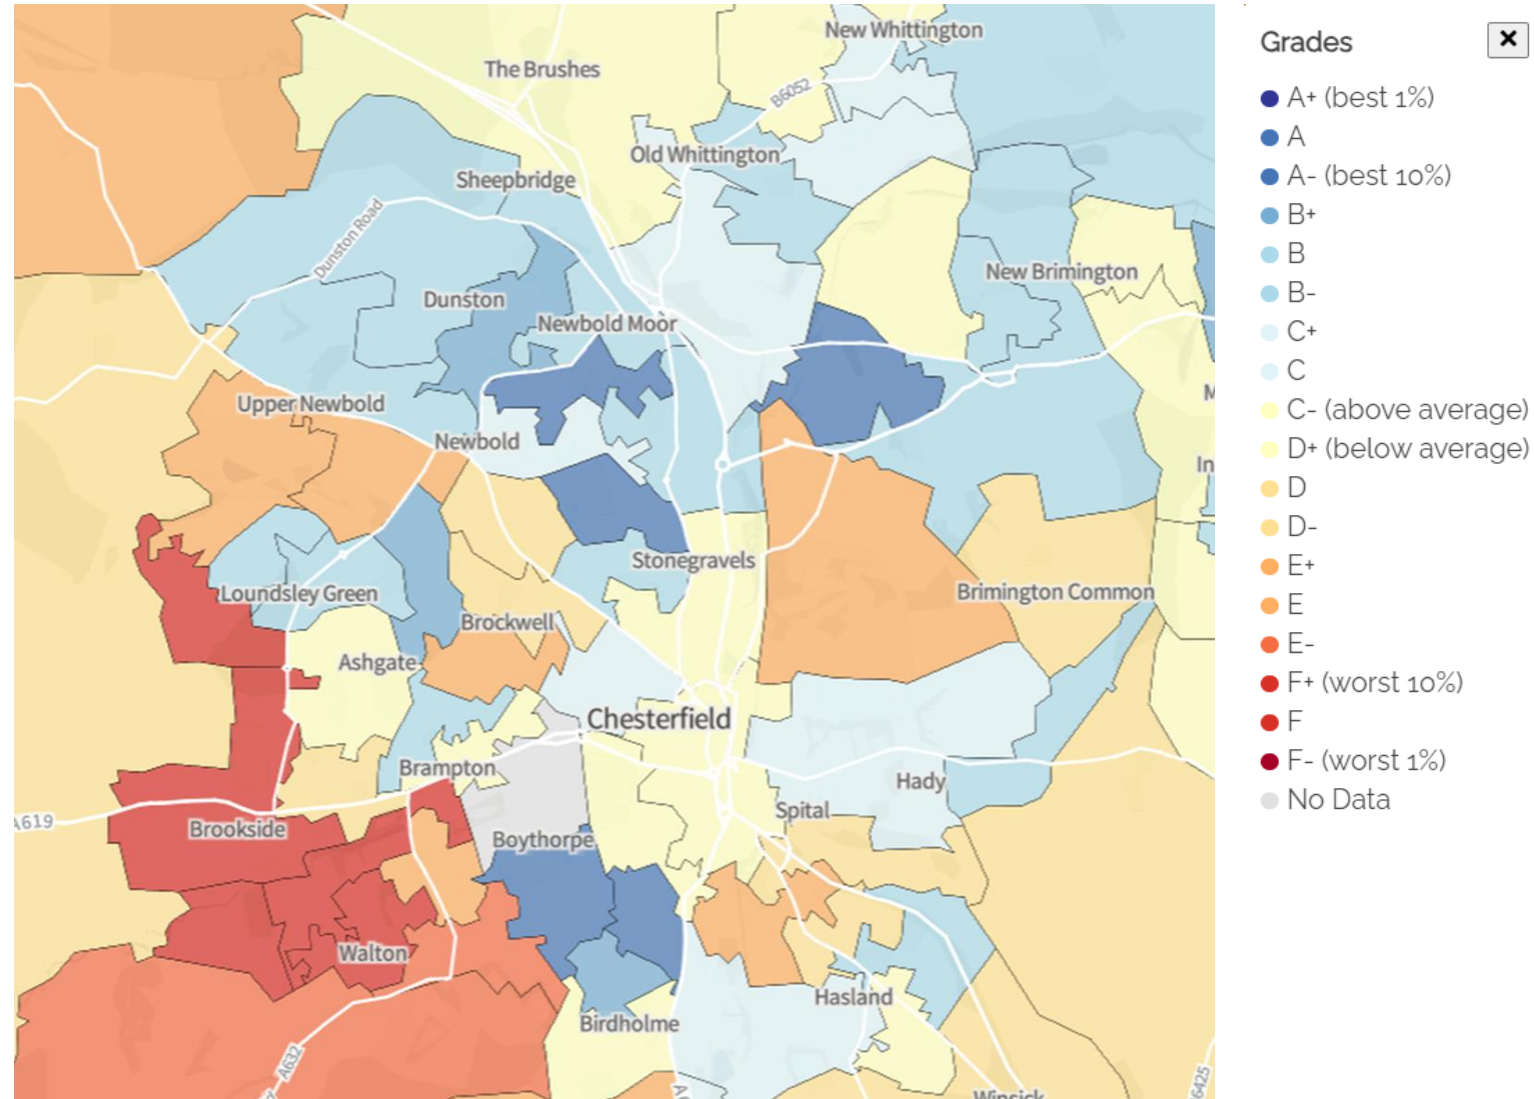 New Whittington
The Brushes
B6052
Old Whittington
Sheepbridge
Dunston Road
New Brimington
Dunston
Newbold Moor
Upper Newbold
Newbold
M
In
Stonegravels
Loundsley Green
Brimington Common
Brockwell
Ashgate
Chesterfield
Brampton
Hady
A619
Brookside
Spital
Boythorpe
Walton
Hasland
Birdholme
A632
Winsick
Grades
A+ (best 1%)
A
A- (best 10%)
B+
B
B-
C+
C
C- (above average)
D+ (below average)
D
D-
E+
E
E-
F+ (worst 10%)
F
F- (worst 1%)
No Data